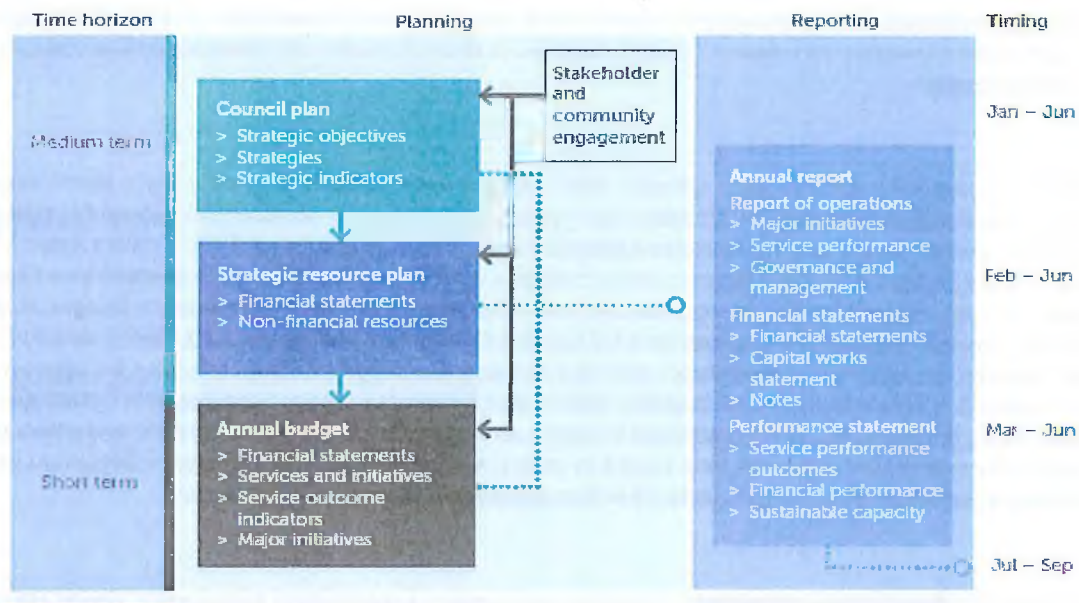 Time horizon
Planning
Reporting
Timing
Medium term
Short term
Council plan
> Strategic objectives
> Strategies
> Strategic indicators
Stakeholder
and
community
engagement
Strategic resource plan
> Financial statements
> Non-financial resources
Annual budget
> Financial statements
> Services and initiatives
> Service outcome
indicators
> Major initiatives
Annual report
Report of operations
> Major initiatives
> Service performance
> Governance and
management
Financial statements
> Financial statements
> Capital works
statement
> Notes
Performance statement
> Service performance
outcomes
> Financial performance
> Sustainable capacity
Jan – Jun
Feb – Jun
Mar – Jun
Jul – Sep